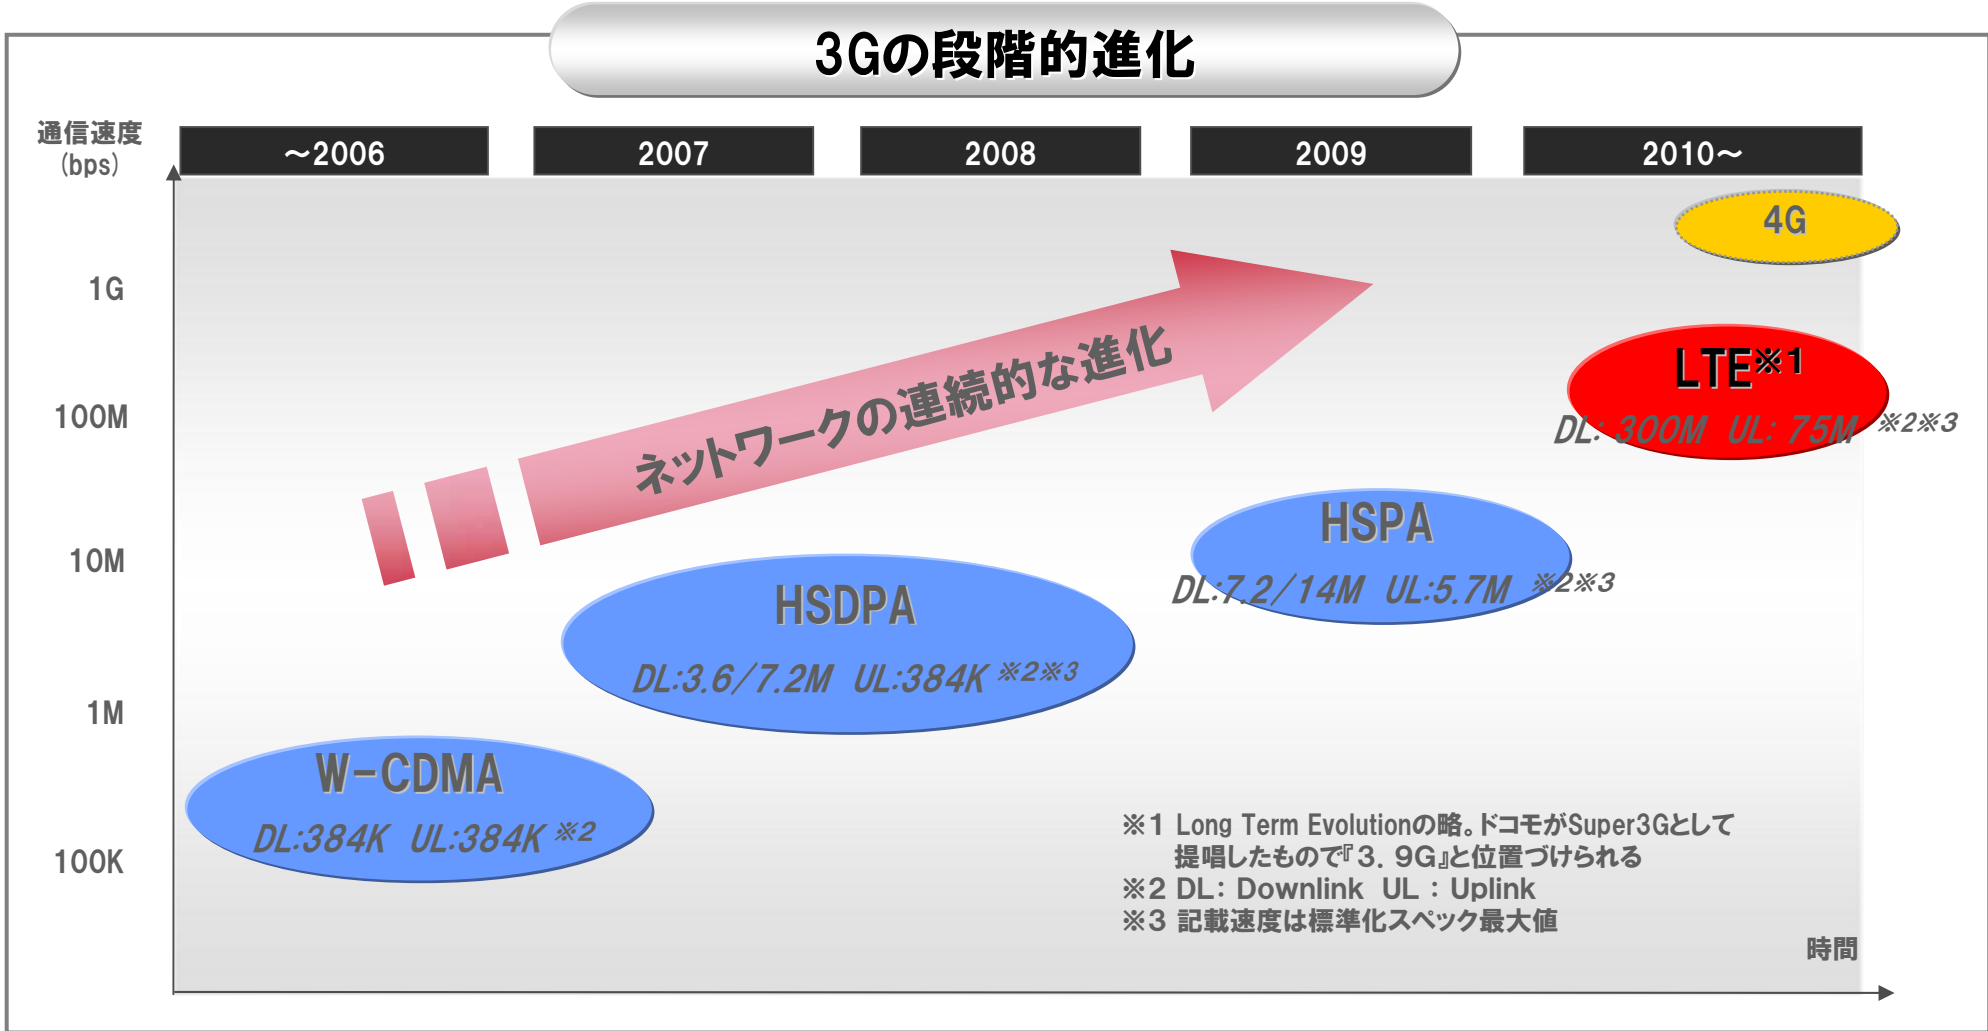 3Gの段階的進化
通信速度
(bps)
～2006
2007
2008
2009
2010～
4G
1G
ネットワークの連続的な進化
LTE※1
100M
DL: 300M UL: 75M ※2※3
HSPA
10M
DL:7.2/14M UL:5.7M ※2※3
HSDPA
DL:3.6/7.2M UL:384K ※2※3
1M
W-CDMA
DL:384K UL:384K ※2
100K
※1 Long Term Evolutionの略。ドコモがSuper3Gとして
提唱したもので『３．９G』と位置づけられる
※2 DL： Downlink UL ： Uplink
※3 記載速度は標準化スペック最大値
時間